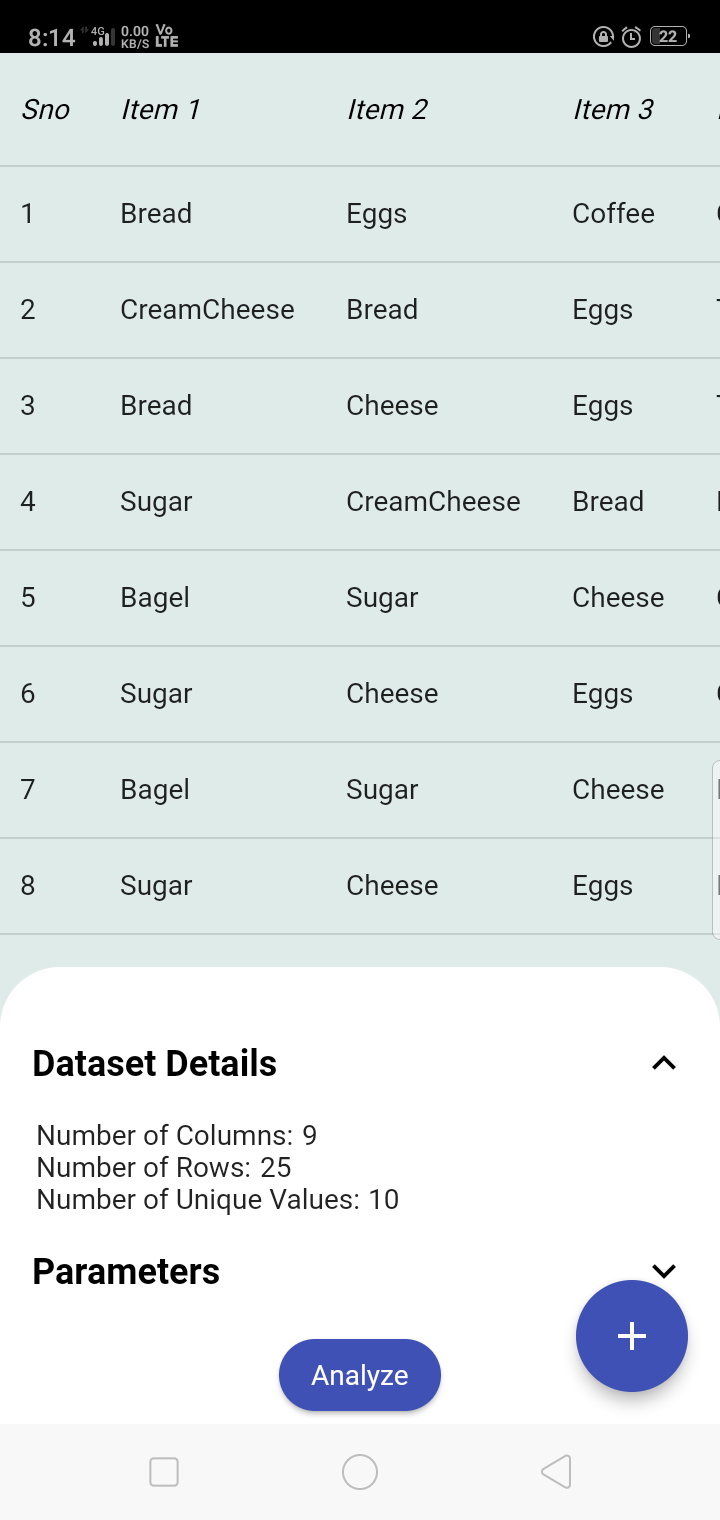 8:14 4G 0.00 KB/S Vo LTE 22
Sno Item 1 Item 2 Item 3
1 Bread Eggs Coffee
2 CreamCheese Bread Eggs
3 Bread Cheese Eggs
4 Sugar CreamCheese Bread
5 Bagel Sugar Cheese
6 Sugar Cheese Eggs
7 Bagel Sugar Cheese
8 Sugar Cheese Eggs
Dataset Details
Number of Columns: 9
Number of Rows: 25
Number of Unique Values: 10
Parameters
Analyze